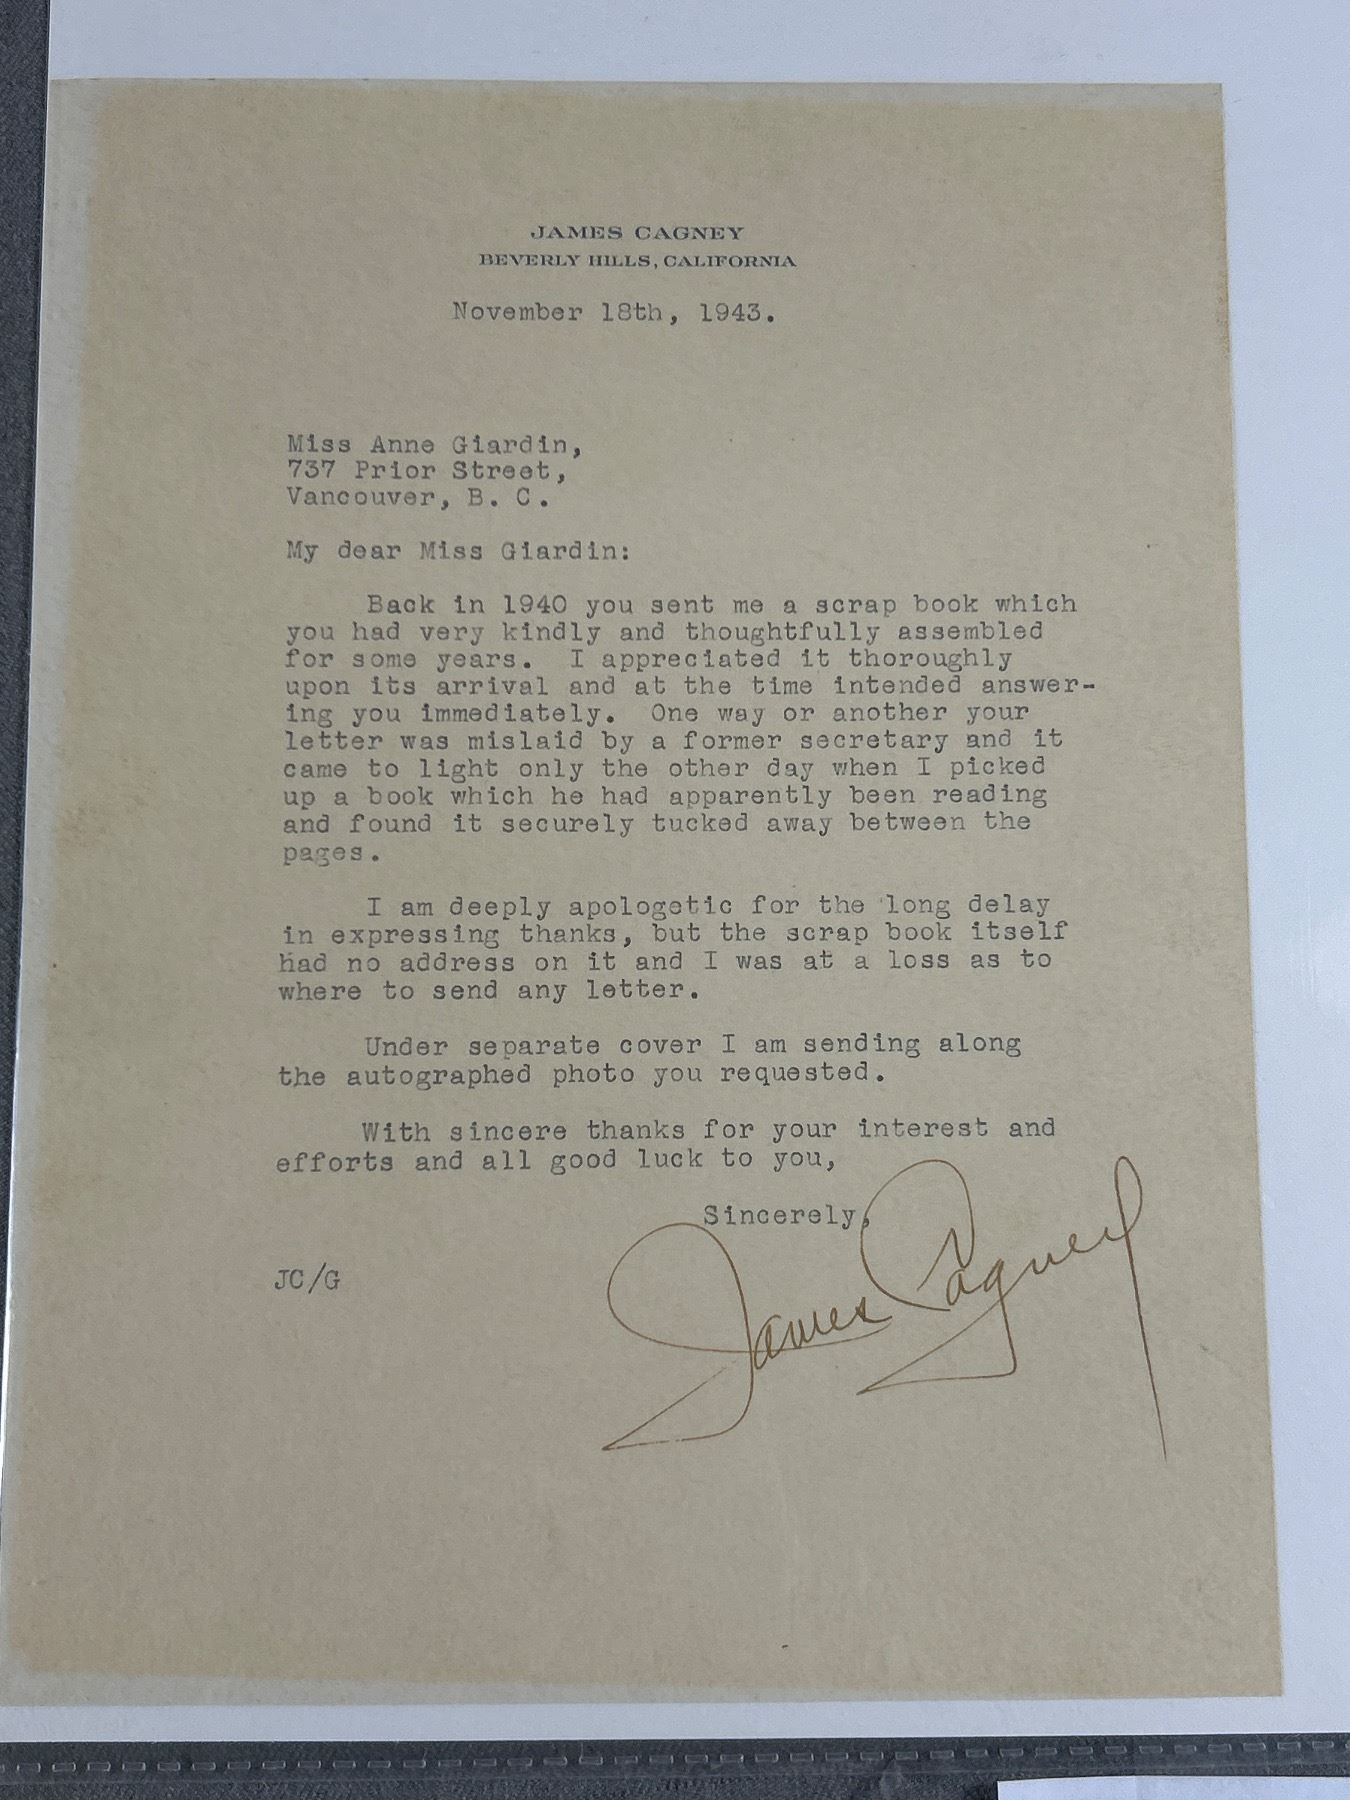 JAMES CAGNEY
BEVERLY HILLS, CALIFORNIA
November 18th, 1943.
Miss Anne Giardin,
737 Prior Street,
Vancouver, B. C.
My dear Miss Giardin:
Back in 1940 you sent me a scrap book which
you had very kindly and thoughtfully assembled
for some years. I appreciated it thoroughly
upon its arrival and at the time intended answer-
ing you immediately. One way or another your
letter was mislaid by a former secretary and it
came to light only the other day when I picked
up a book which he had apparently been reading
and found it securely tucked away between the
pages.
I am deeply apologetic for the long delay
in expressing thanks, but the scrap book itself
had no address on it and I was at a loss as to
where to send any letter.
Under separate cover I am sending along
the autographed photo you requested.
With sincere thanks for your interest and
efforts and all good luck to you,
Sincerely,
JC/G
James Cagney